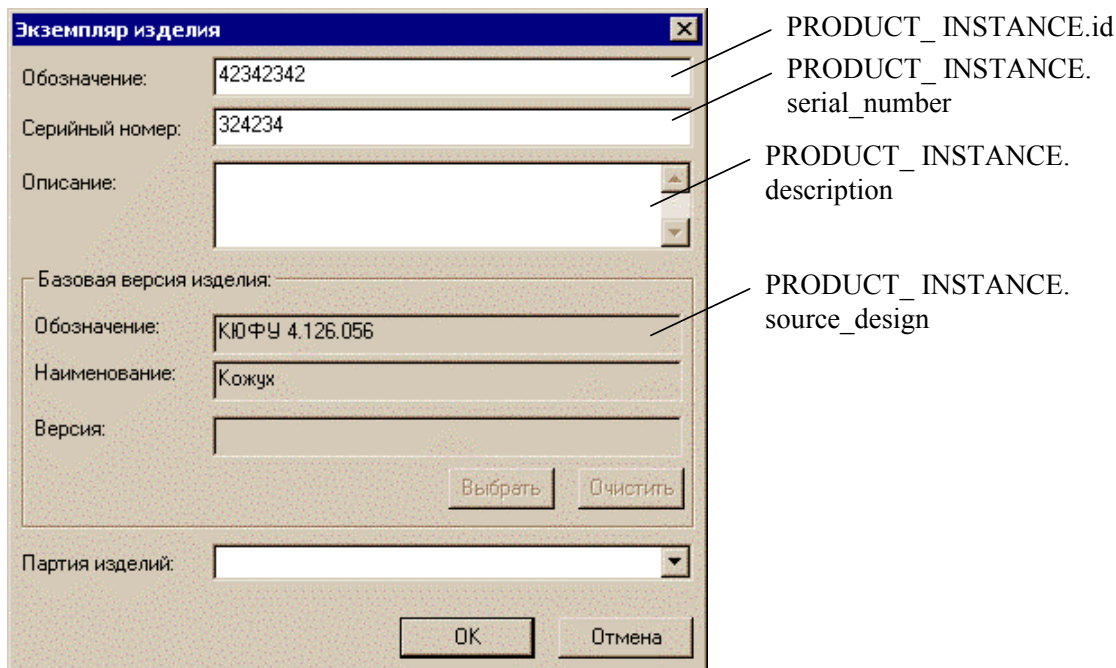 Экземпляр изделия
Обозначение:
42342342
Серийный номер:
324234
Описание:
Базовая версия изделия:
Обозначение:
КЮФУ 4.126.056
Наименование:
Кожух
Версия:
Выбрать
Очистить
Партия изделий:
OK
Отмена
PRODUCT_ INSTANCE.id
PRODUCT_ INSTANCE.
serial_number
PRODUCT_ INSTANCE.
description
PRODUCT_ INSTANCE.
source_design